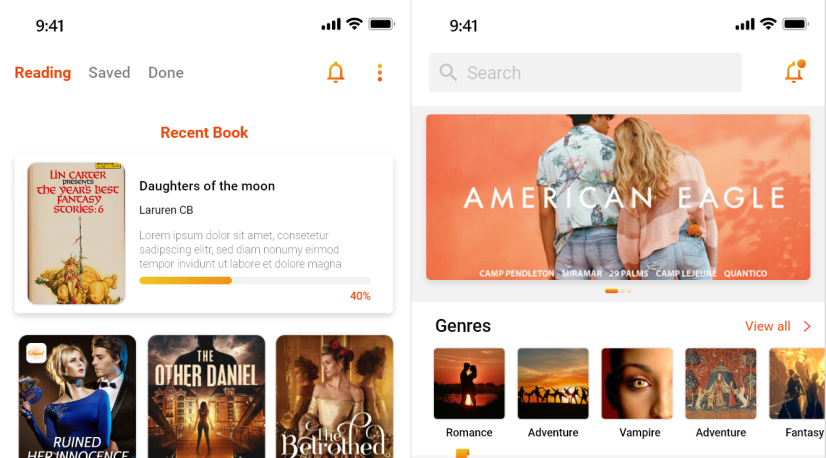 9:41
Reading Saved Done
Recent Book
LIN CARTER
PRESENTS
THE YEAR'S BEST
FANTASY
STORIES: 6
Daughters of the moon
Laruren CB
Lorem ipsum dolor sit amet, consetetur
sadipscing elitr, sed diam nonumy eirmod
tempor invidunt ut labore et dolore magna
40%
RUINED
HER INNOCENCE
THE
OTHER DANIEL
The
Betrothed
9:41
Search
AMERICAN EAGLE
CAMP PENDLETON MIRAMAR 29 PALMS CAMP LEJEUNE QUANTICO
Genres
View all
Romance
Adventure
Vampire
Adventure
Fantasy